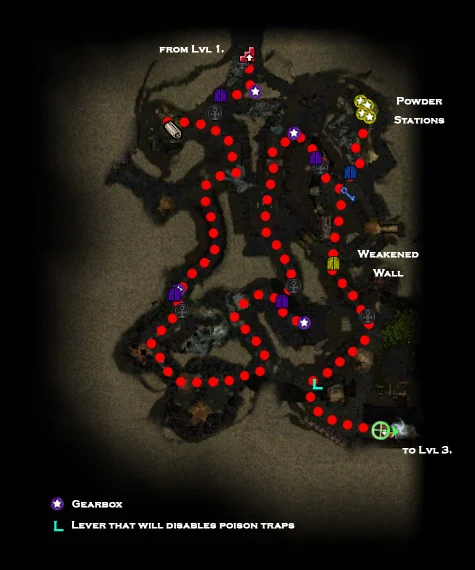 from Lvl 1.
Powder
Stations
Weakened
Wall
to Lvl 3.
Gearbox
L
L Lever that will disables poison traps